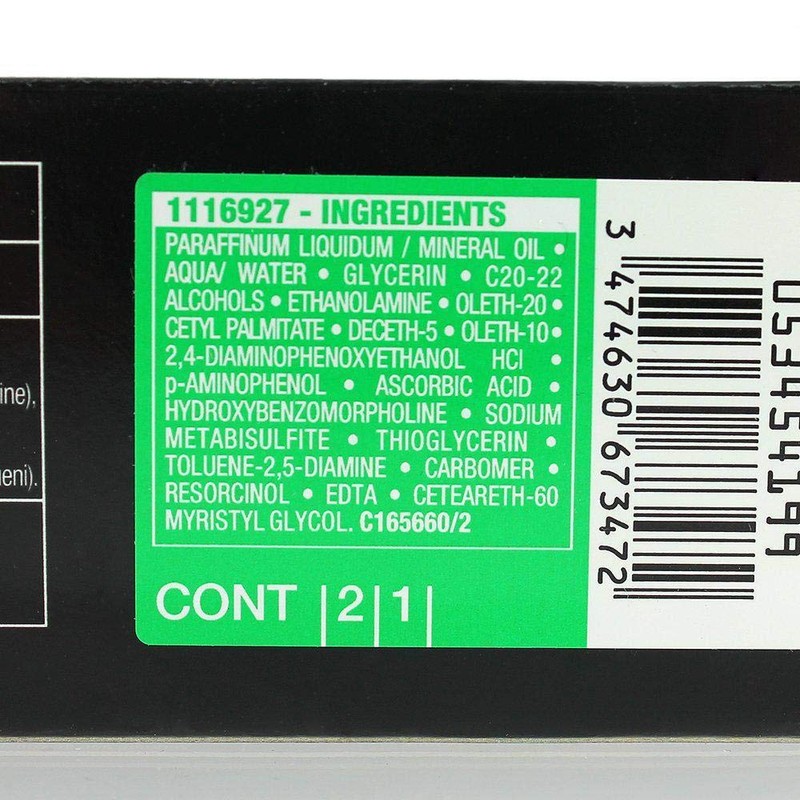 1116927 - INGREDIENTS
PARAFFINUM LIQUIDUM / MINERAL OIL •
AQUA/ WATER • GLYCERIN • C20-22
ALCOHOLS • ETHANOLAMINE • OLETH-20 •
CETYL PALMITATE • DECETH-5 • OLETH-10 •
2,4-DIAMINOPHENOXYETHANOL HCl •
p-AMINOPHENOL • ASCORBIC ACID •
HYDROXYBENZOMORPHOLINE • SODIUM
METABISULFITE • THIOGLYCERIN •
TOLUENE-2,5-DIAMINE • CARBOMER •
RESORCINOL • EDTA • CETEARETH-60
MYRISTYL GLYCOL. C165660/2
CONT |2|1|
3 474630 673472
053454199
ine).
ueni).